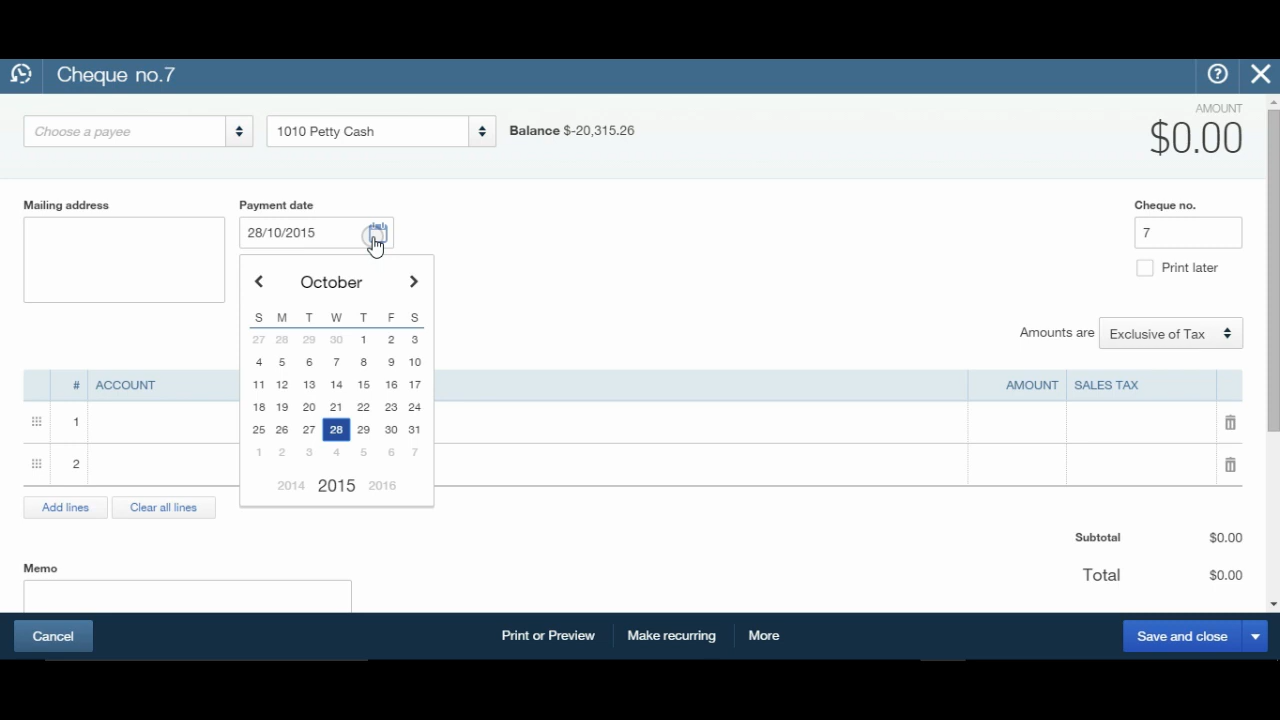 Cheque no.7
AMOUNT
$0.00
Choose a payee
1010 Petty Cash
Balance $-20,315.26
Mailing address
Payment date
28/10/2015
Cheque no.
7
Print later
October
S M T W T F S
27 28 29 30 1 2 3
4 5 6 7 8 9 10
11 12 13 14 15 16 17
18 19 20 21 22 23 24
25 26 27 28 29 30 31
1 2 3 4 5 6 7
2014 2015 2016
Amounts are Exclusive of Tax
# ACCOUNT AMOUNT SALES TAX
1
2
Add lines Clear all lines
Subtotal $0.00
Total $0.00
Memo
Cancel Print or Preview Make recurring More Save and close